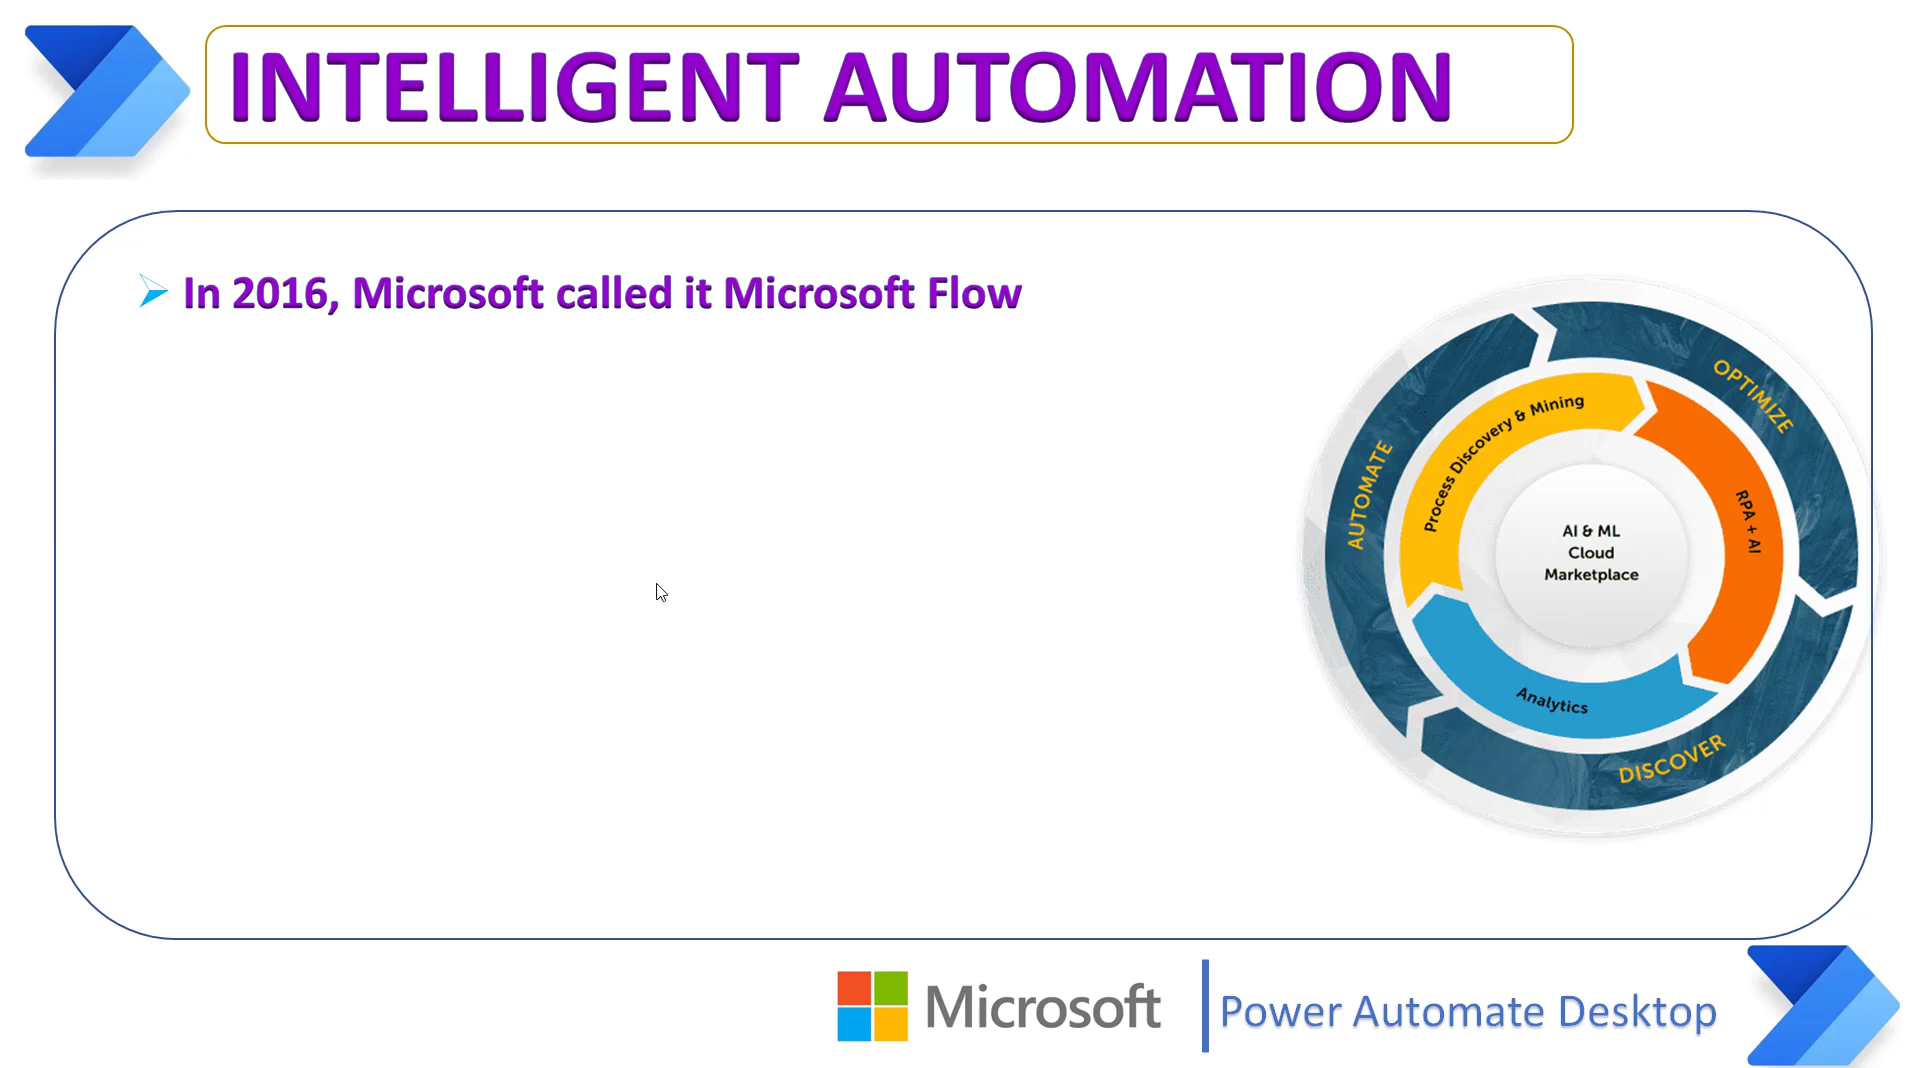 INTELLIGENT AUTOMATION
In 2016, Microsoft called it Microsoft Flow
OPTIMIZE
AUTOMATE
Process Discovery & Mining
RPA + AI
AI & ML
Cloud
Marketplace
Analytics
DISCOVER
Microsoft
Power Automate Desktop